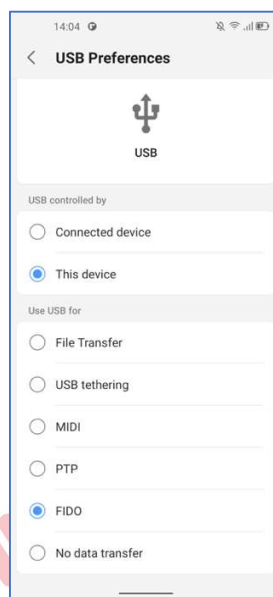 14:04
USB Preferences
USB
USB controlled by
Connected device
This device
Use USB for
File Transfer
USB tethering
MIDI
PTP
FIDO
No data transfer